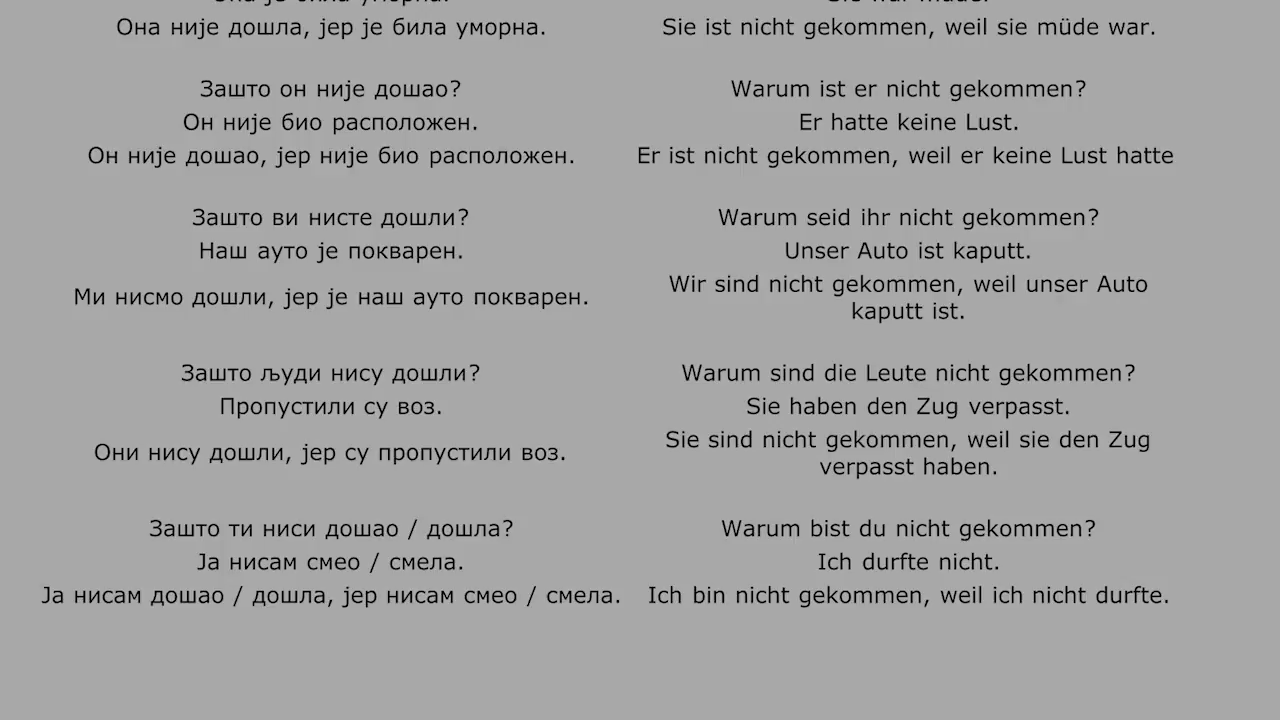 Она није дошла, јер је била уморна.
Sie ist nicht gekommen, weil sie müde war.
Зашто он није дошао?
Warum ist er nicht gekommen?
Он није био расположен.
Er hatte keine Lust.
Он није дошао, јер није био расположен.
Er ist nicht gekommen, weil er keine Lust hatte
Зашто ви нисте дошли?
Warum seid ihr nicht gekommen?
Наш ауто је покварен.
Unser Auto ist kaputt.
Ми нисмо дошли, јер је наш ауто покварен.
Wir sind nicht gekommen, weil unser Auto
kaputt ist.
Зашто људи нису дошли?
Warum sind die Leute nicht gekommen?
Пропустили су воз.
Sie haben den Zug verpasst.
Они нису дошли, јер су пропустили воз.
Sie sind nicht gekommen, weil sie den Zug
verpasst haben.
Зашто ти ниси дошао / дошла?
Warum bist du nicht gekommen?
Ја нисам смео / смела.
Ich durfte nicht.
Ја нисам дошао / дошла, јер нисам смео / смела.
Ich bin nicht gekommen, weil ich nicht durfte.